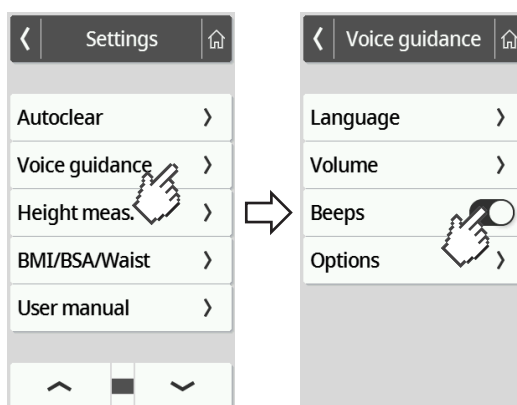 Settings
Autoclear
Voice guidance
Height meas.
BMI/BSA/Waist
User manual
Voice guidance
Language
Volume
Beeps
Options